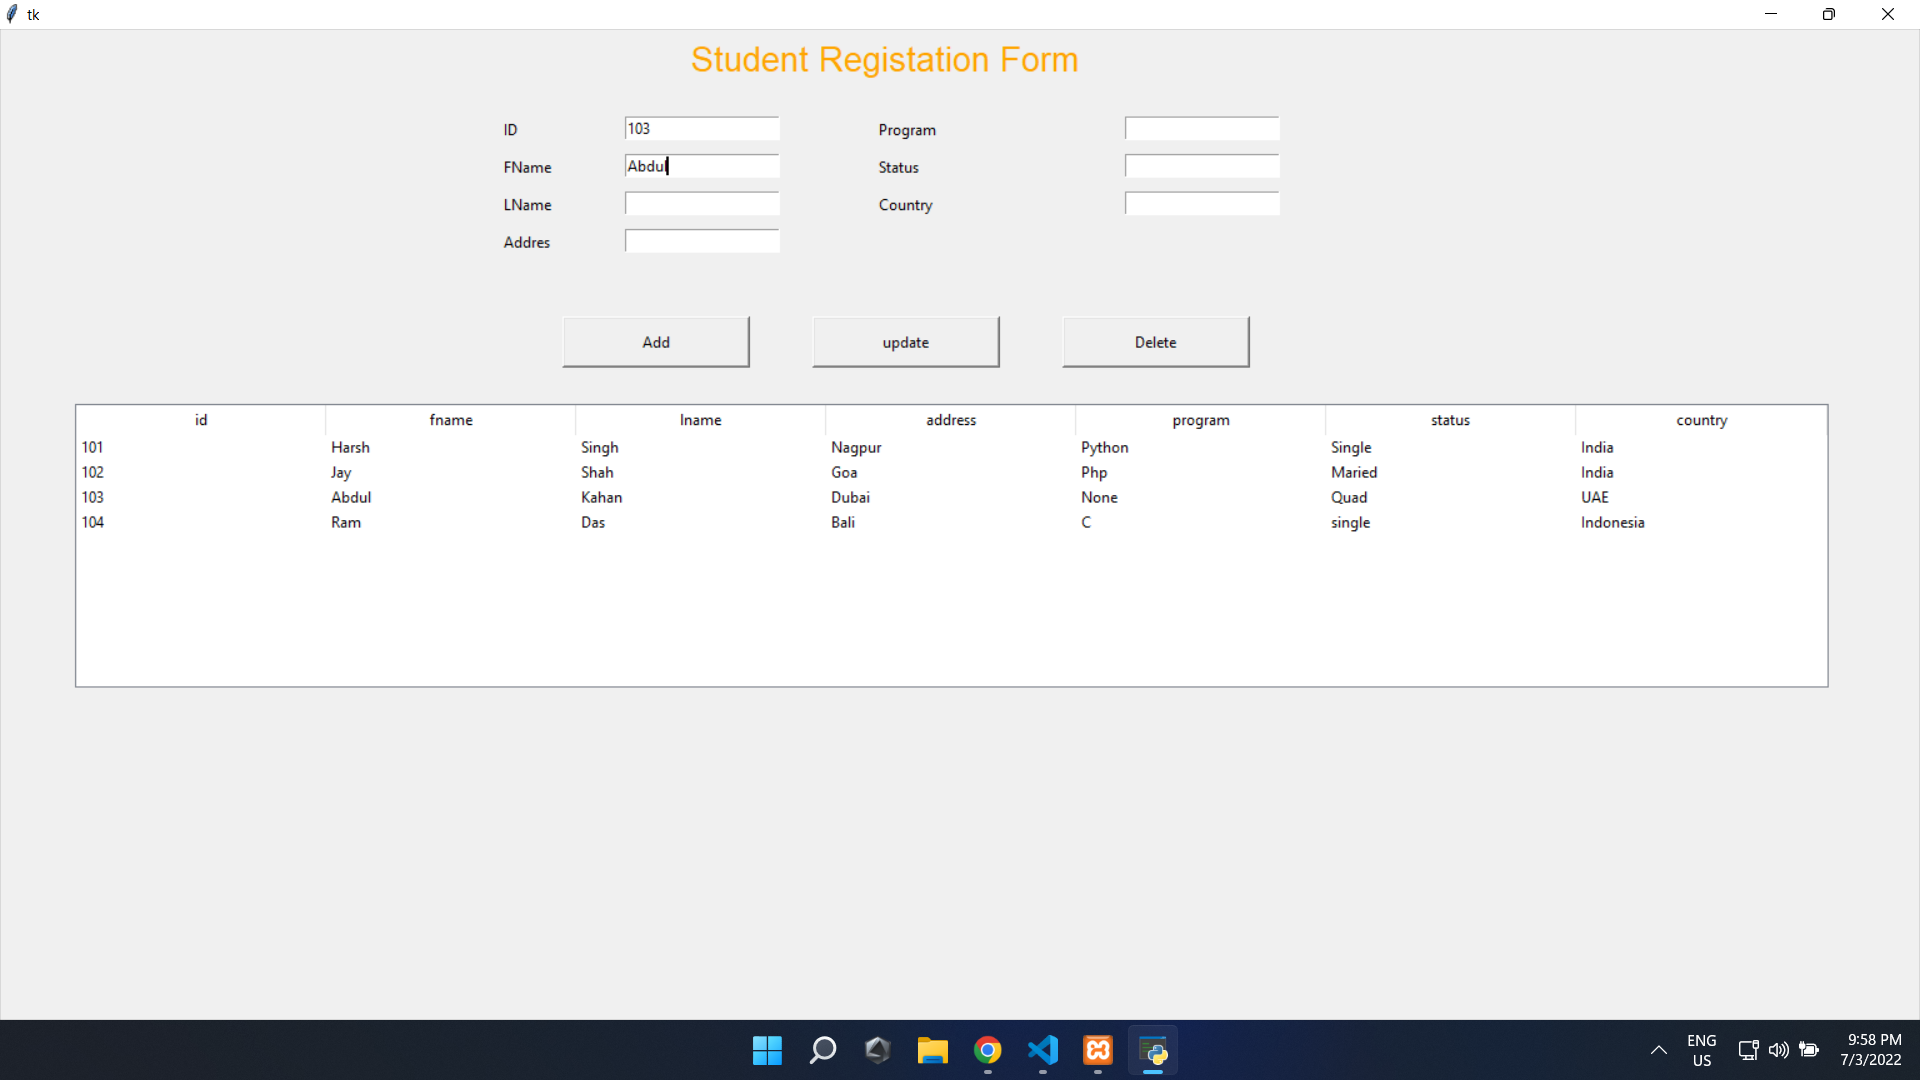 tk
Student Registation Form
ID 103 Program
FName Abdul Status
LName Country
Addres
Add update Delete
id fname lname address program status country
101 Harsh Singh Nagpur Python Single India
102 Jay Shah Goa Php Maried India
103 Abdul Kahan Dubai None Quad UAE
104 Ram Das Bali C single Indonesia
ENG 9:58 PM
US 7/3/2022